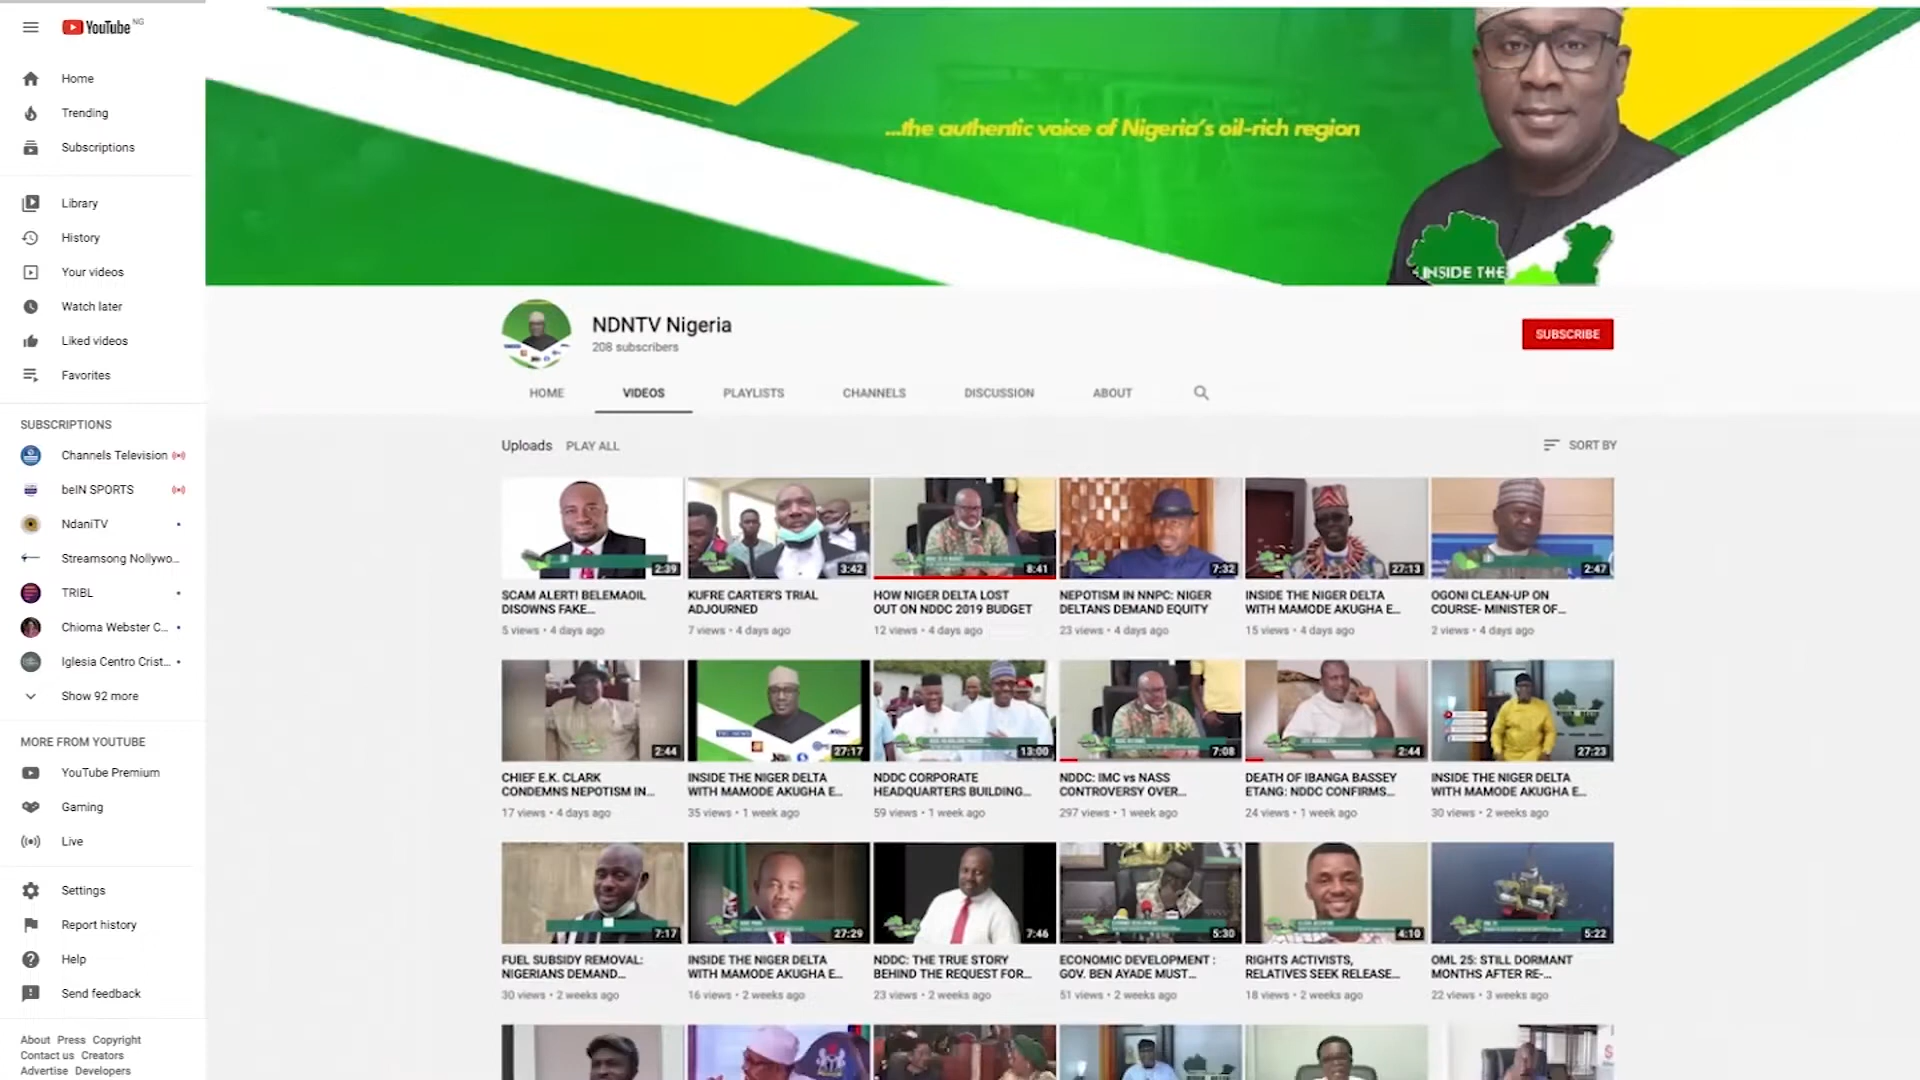 YouTube NG
Home
Trending
Subscriptions
Library
History
Your videos
Watch later
Liked videos
Favorites
SUBSCRIPTIONS
Channels Television
beIN SPORTS
NdaniTV
Streamsong Nollywo...
TRIBL
Chioma Webster C...
Iglesia Centro Crist...
Show 92 more
MORE FROM YOUTUBE
YouTube Premium
Gaming
Live
Settings
Report history
Help
Send feedback
About Press Copyright
Contact us Creators
Advertise Developers
...the authentic voice of Nigeria's oil-rich region
INSIDE THE
NDNTV Nigeria
208 subscribers
SUBSCRIBE
HOME VIDEOS PLAYLISTS CHANNELS DISCUSSION ABOUT
Uploads PLAY ALL
SORT BY
2:39
SCAM ALERT! BELEMAOIL
DISOWNS FAKE...
5 views • 4 days ago
3:42
KUFRE CARTER'S TRIAL
ADJOURNED
7 views • 4 days ago
8:41
HOW NIGER DELTA LOST
OUT ON NDDC 2019 BUDGET
12 views • 4 days ago
7:32
NEPOTISM IN NNPC: NIGER
DELTANS DEMAND EQUITY
23 views • 4 days ago
27:13
INSIDE THE NIGER DELTA
WITH MAMODE AKUGHA E...
15 views • 4 days ago
2:47
OGONI CLEAN-UP ON
COURSE- MINISTER OF...
2 views • 4 days ago
2:44
CHIEF E.K. CLARK
CONDEMNS NEPOTISM IN...
17 views • 4 days ago
27:17
INSIDE THE NIGER DELTA
WITH MAMODE AKUGHA E...
35 views • 1 week ago
13:00
NDDC CORPORATE
HEADQUARTERS BUILDING...
59 views • 1 week ago
7:08
NDDC: IMC vs NASS
CONTROVERSY OVER...
297 views • 1 week ago
2:44
DEATH OF IBANGA BASSEY
ETANG: NDDC CONFIRMS...
24 views • 1 week ago
27:23
INSIDE THE NIGER DELTA
WITH MAMODE AKUGHA E...
30 views • 2 weeks ago
7:17
FUEL SUBSIDY REMOVAL:
NIGERIANS DEMAND...
30 views • 2 weeks ago
27:29
INSIDE THE NIGER DELTA
WITH MAMODE AKUGHA E...
16 views • 2 weeks ago
7:46
NDDC: THE TRUE STORY
BEHIND THE REQUEST FOR...
23 views • 2 weeks ago
5:30
ECONOMIC DEVELOPMENT :
GOV. BEN AYADE MUST...
51 views • 2 weeks ago
4:10
RIGHTS ACTIVISTS,
RELATIVES SEEK RELEASE...
18 views • 2 weeks ago
5:22
OML 25: STILL DORMANT
MONTHS AFTER RE-...
22 views • 3 weeks ago